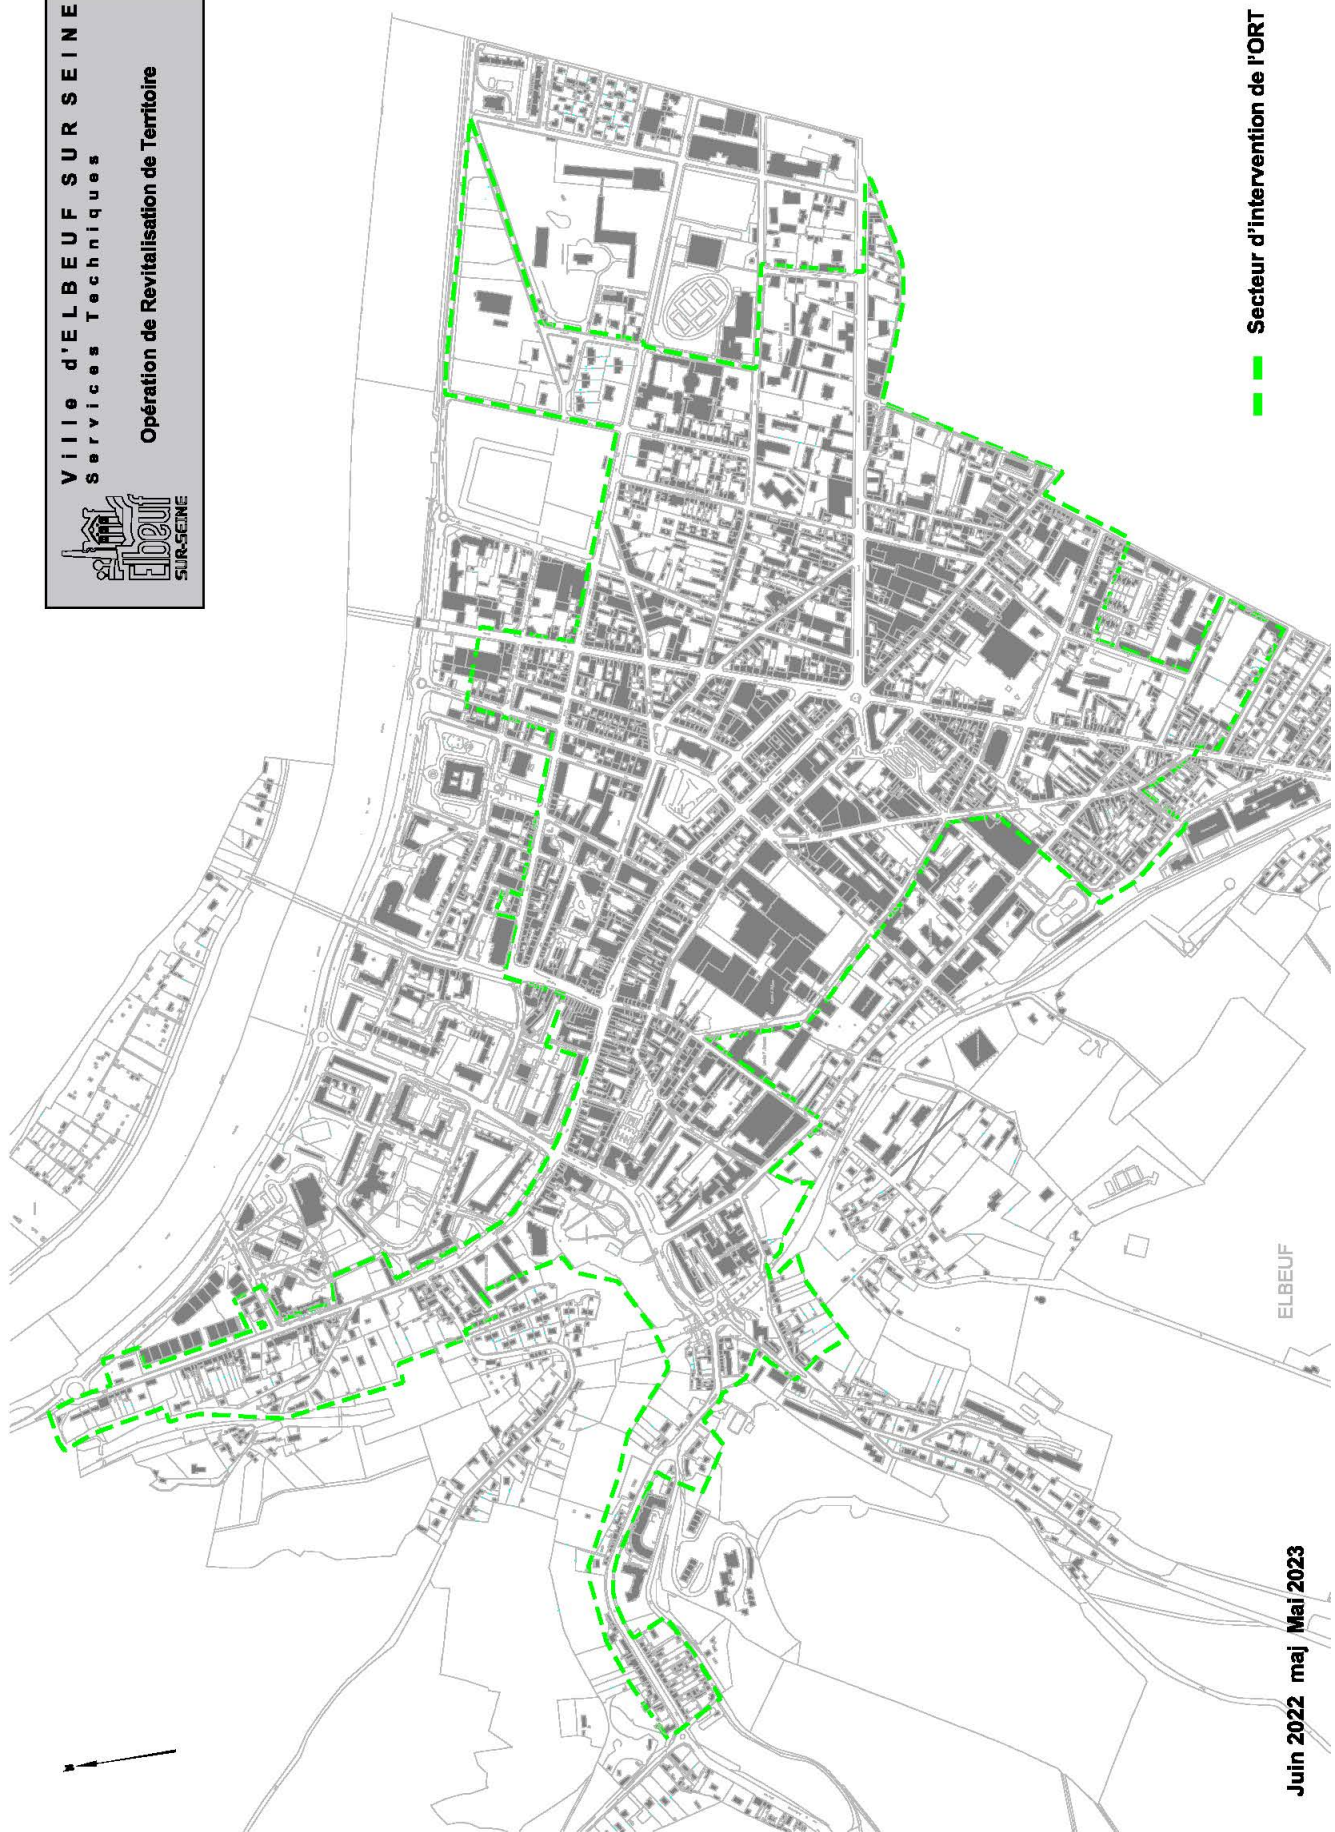 Ville d'ELBEUF SUR SEINE
Services Techniques
Opération de Revitalisation de Territoire
Elbeuf
SUR-SEINE
Secteur d'intervention de l'ORT
ELBEUF
Juin 2022 maj Mai 2023